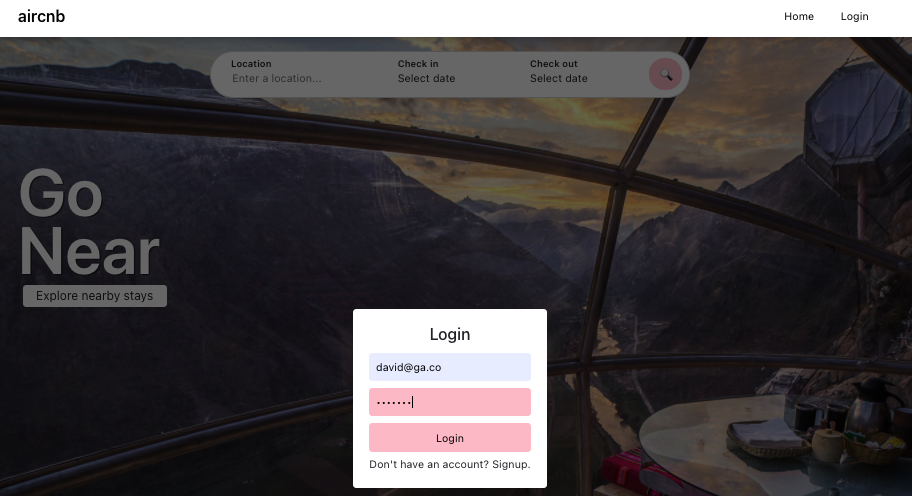 aircnb
Home
Login
Location
Enter a location...
Check in
Select date
Check out
Select date
Go
Near
Explore nearby stays
Login
david@ga.co
•••••••
Login
Don't have an account? Signup.